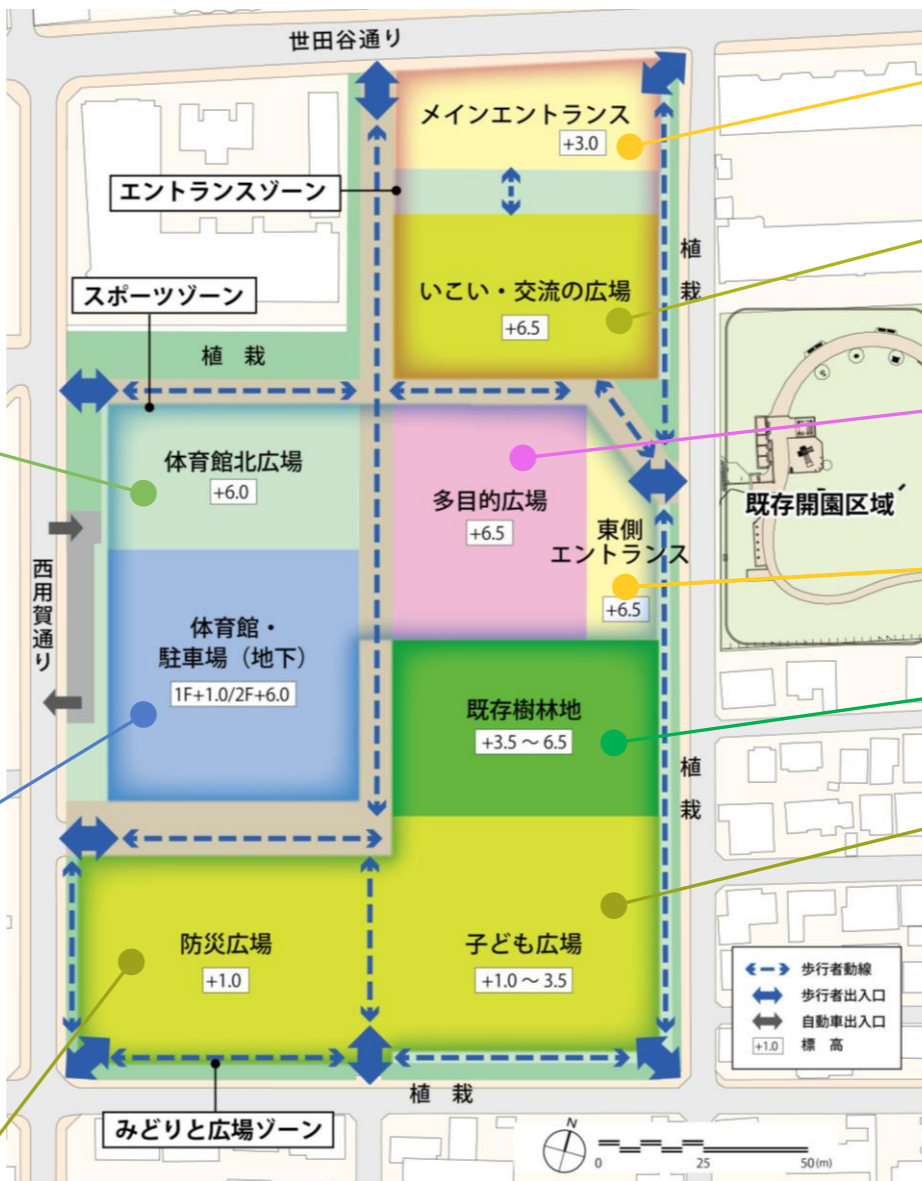 世田谷通り
メインエントランス
+3.0
エントランスゾーン
植
栽
いこい・交流の広場
+6.5
スポーツゾーン
植 栽
体育館北広場
+6.0
多目的広場
+6.5
既存開園区域
東側
エントランス
+6.5
西用賀通り
体育館・
駐車場(地下)
1F+1.0/2F+6.0
既存樹林地
+3.5～6.5
植
栽
防災広場
+1.0
子ども広場
+1.0～3.5
歩行者動線
歩行者出入口
自動車出入口
+1.0 標 高
植 栽
みどりと広場ゾーン
N
0 25 50(m)